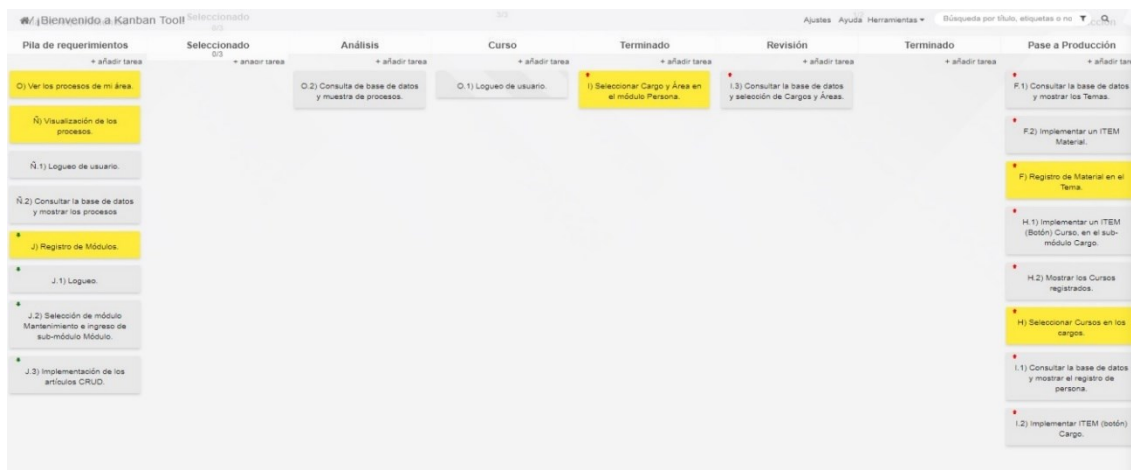 ¡Bienvenido a Kanban Tool!
Seleccionado
0/3
Ajustes Ayuda Herramientas
Búsqueda por título, etiquetas o no
Pila de requerimientos
+ añadir tarea
O) Ver los procesos de mi área.
Ñ) Visualización de los
procesos.
Ñ.1) Logueo de usuario.
Ñ.2) Consultar la base de datos
y mostrar los procesos
J) Registro de Módulos.
J.1) Logueo.
J.2) Selección de módulo
Mantenimiento e ingreso de
sub-módulo Módulo.
J.3) Implementación de los
artículos CRUD.
Seleccionado
0/3
+ añadir tarea
Análisis
+ añadir tarea
O.2) Consulta de base de datos
y muestra de procesos.
Curso
+ añadir tarea
O.1) Logueo de usuario.
Terminado
+ añadir tarea
I) Seleccionar Cargo y Área en
el módulo Persona.
Revisión
+ añadir tarea
I.3) Consultar la base de datos
y selección de Cargos y Áreas.
Terminado
+ añadir tarea
Pase a Producción
+ añadir tar
F.1) Consultar la base de datos
y mostrar los Temas.
F.2) Implementar un ITEM
Material.
F) Registro de Material en el
Tema.
H.1) Implementar un ITEM
(Botón) Curso, en el sub-
módulo Cargo.
H.2) Mostrar los Cursos
registrados.
H) Seleccionar Cursos en los
cargos.
I.1) Consultar la base de datos
y mostrar el registro de
persona.
I.2) Implementar ITEM (botón)
Cargo.